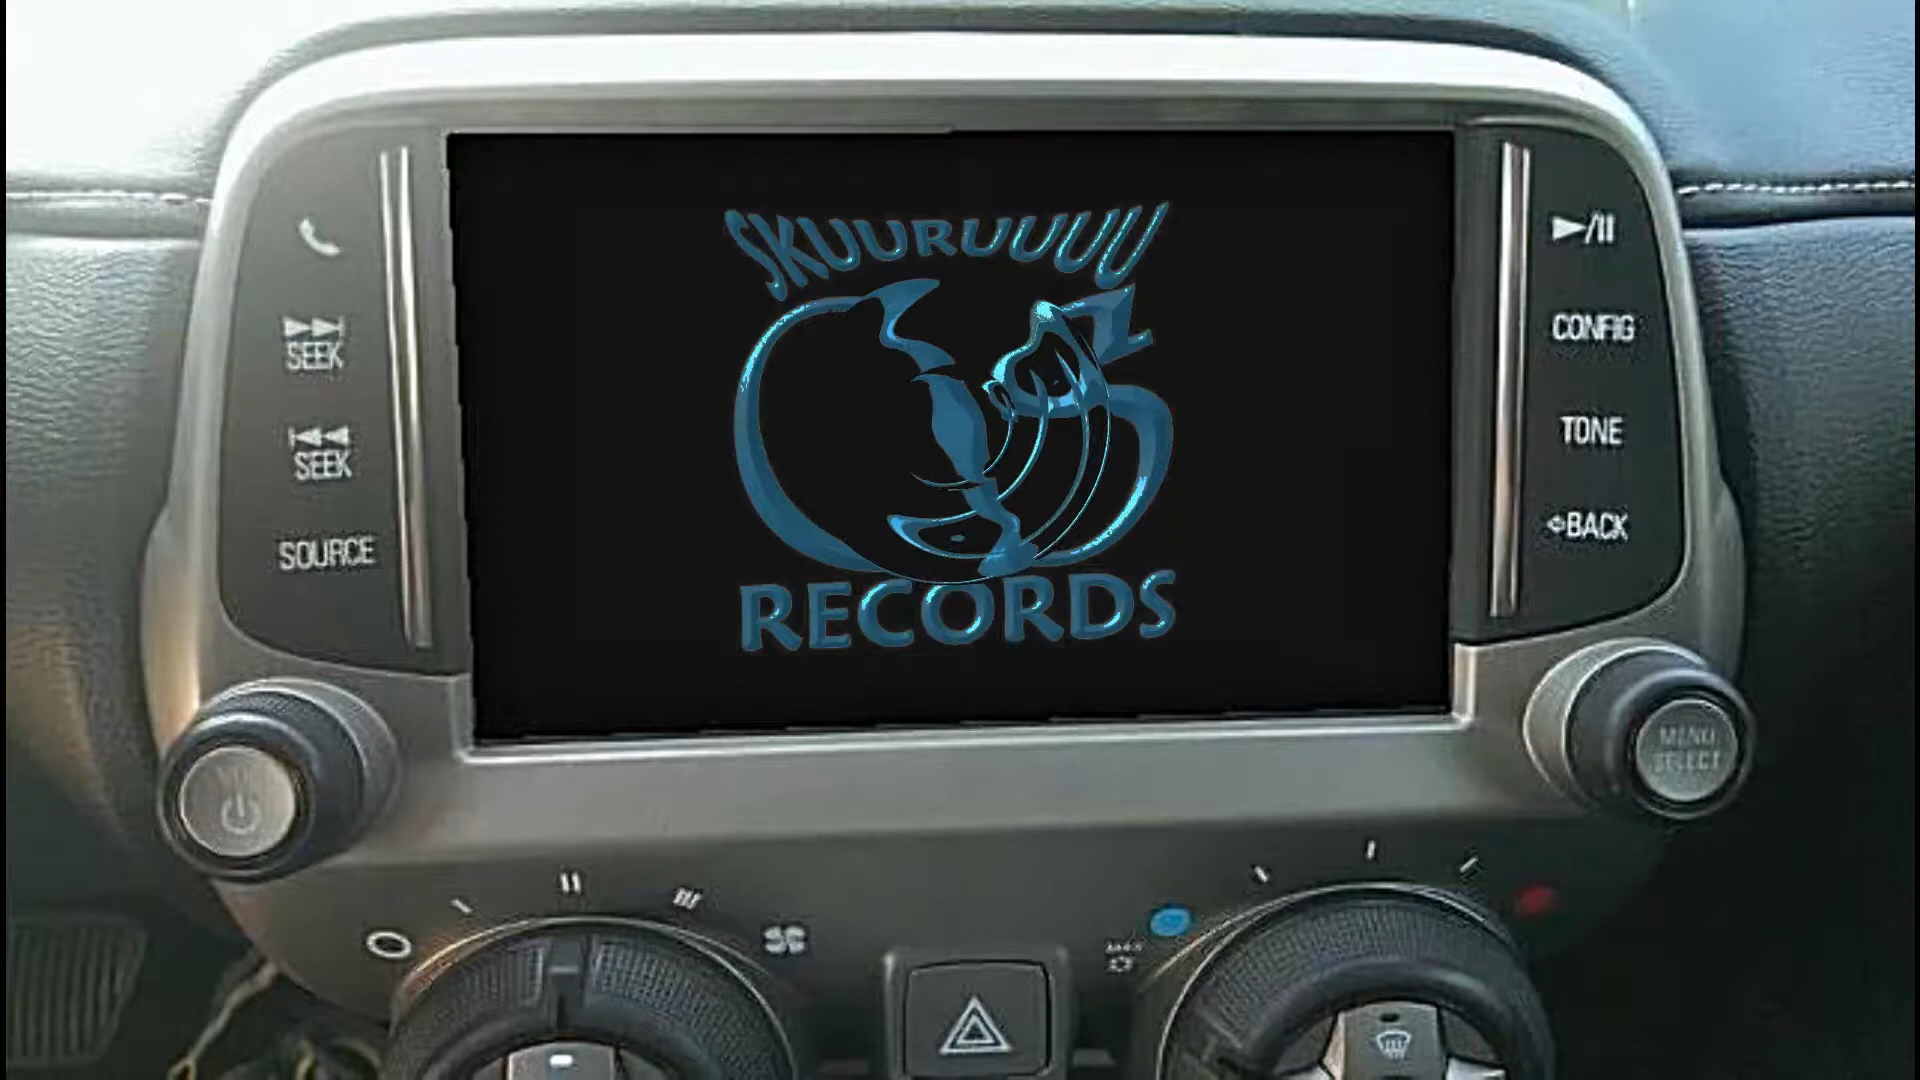 SKUURUUUU
RECORDS
SEEK
SEEK
SOURCE
CONFIG
TONE
BACK
MENU
SELECT